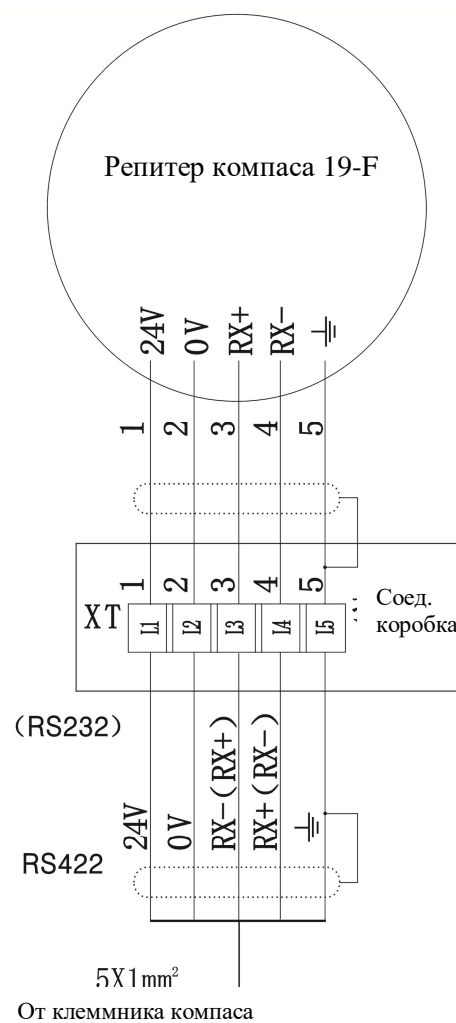 Репитер компаса 19-F
24V
0V
RX+
RX-
1
2
3
4
5
1
2
3
4
5
XT
L1
L2
L3
L4
L5
Соед.
коробка
(RS232)
24V
0V
RX-(RX+)
RX+(RX-)
RS422
5X1mm²
От клеммника компаса